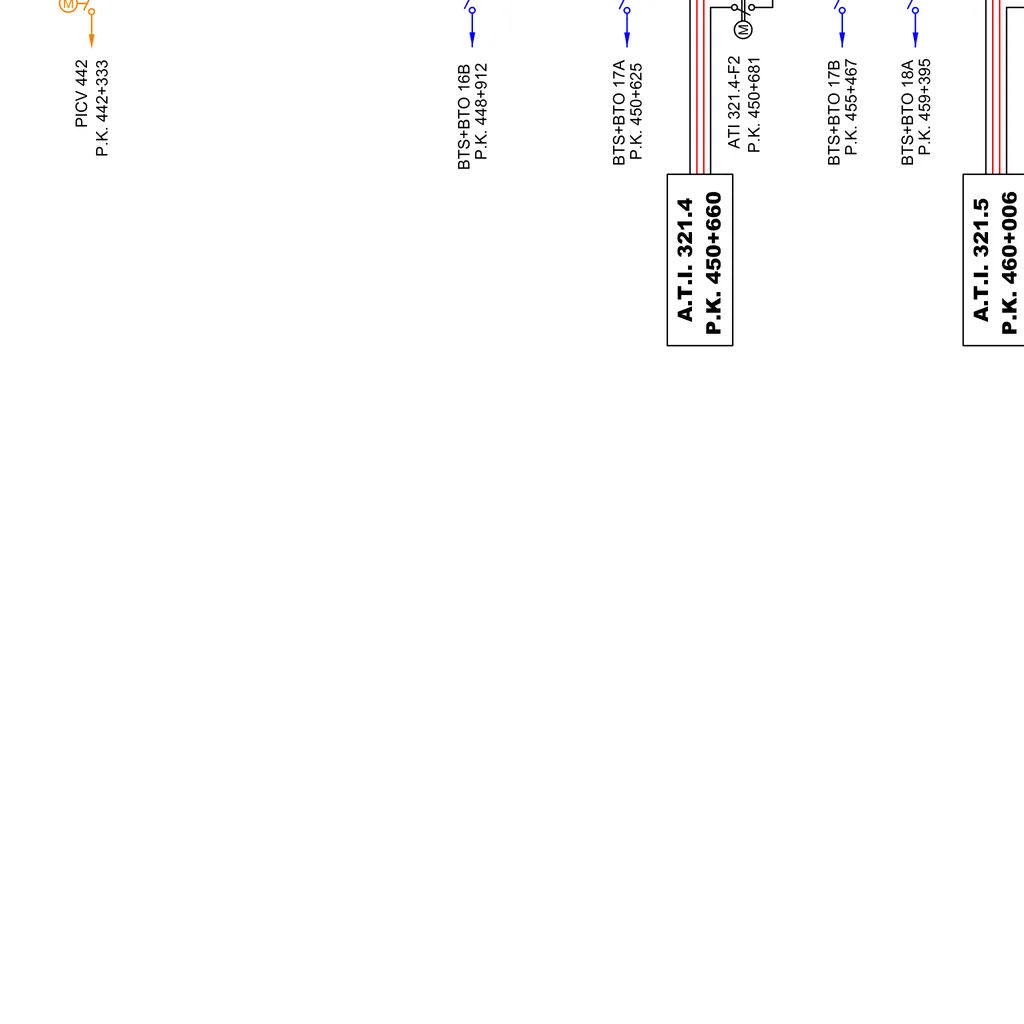 PICV 442
P.K. 442+333
BTS+BTO 16B
P.K. 448+912
BTS+BTO 17A
P.K. 450+625
A.T.I. 321.4
P.K. 450+660
M
ATI 321.4-F2
P.K. 450+681
BTS+BTO 17B
P.K. 455+467
BTS+BTO 18A
P.K. 459+395
A.T.I. 321.5
P.K. 460+006
M